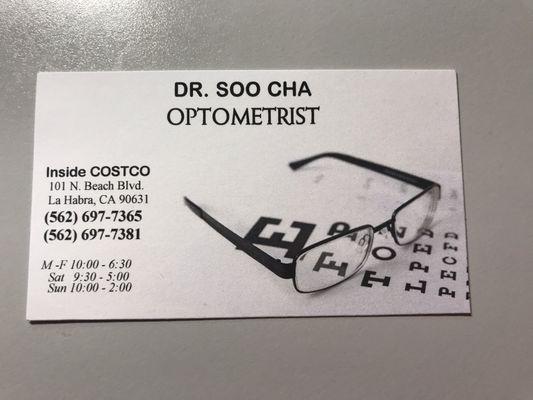 DR. SOO CHA
OPTOMETRIST
Inside COSTCO
101 N. Beach Blvd.
La Habra, CA 90631
(562) 697-7365
(562) 697-7381
M -F 10:00 - 6:30
Sat 9:30 - 5:00
Sun 10:00 - 2:00
E
T O
L P E D
P E C F D